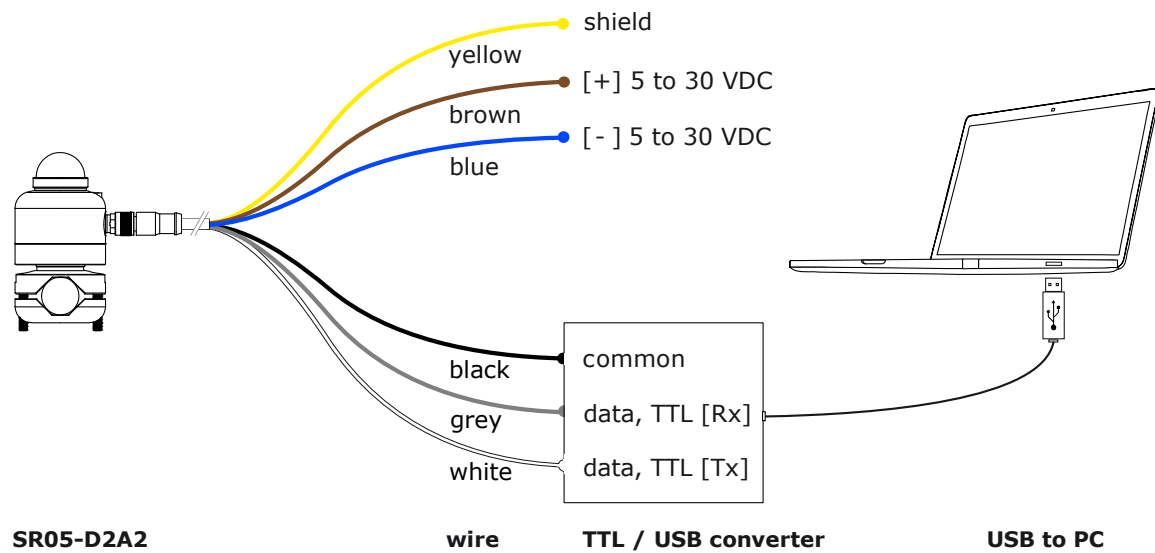 shield
yellow
[+] 5 to 30 VDC
brown
[-] 5 to 30 VDC
blue
common
black
data, TTL [Rx]
grey
data, TTL [Tx]
white
SR05-D2A2 wire TTL / USB converter USB to PC